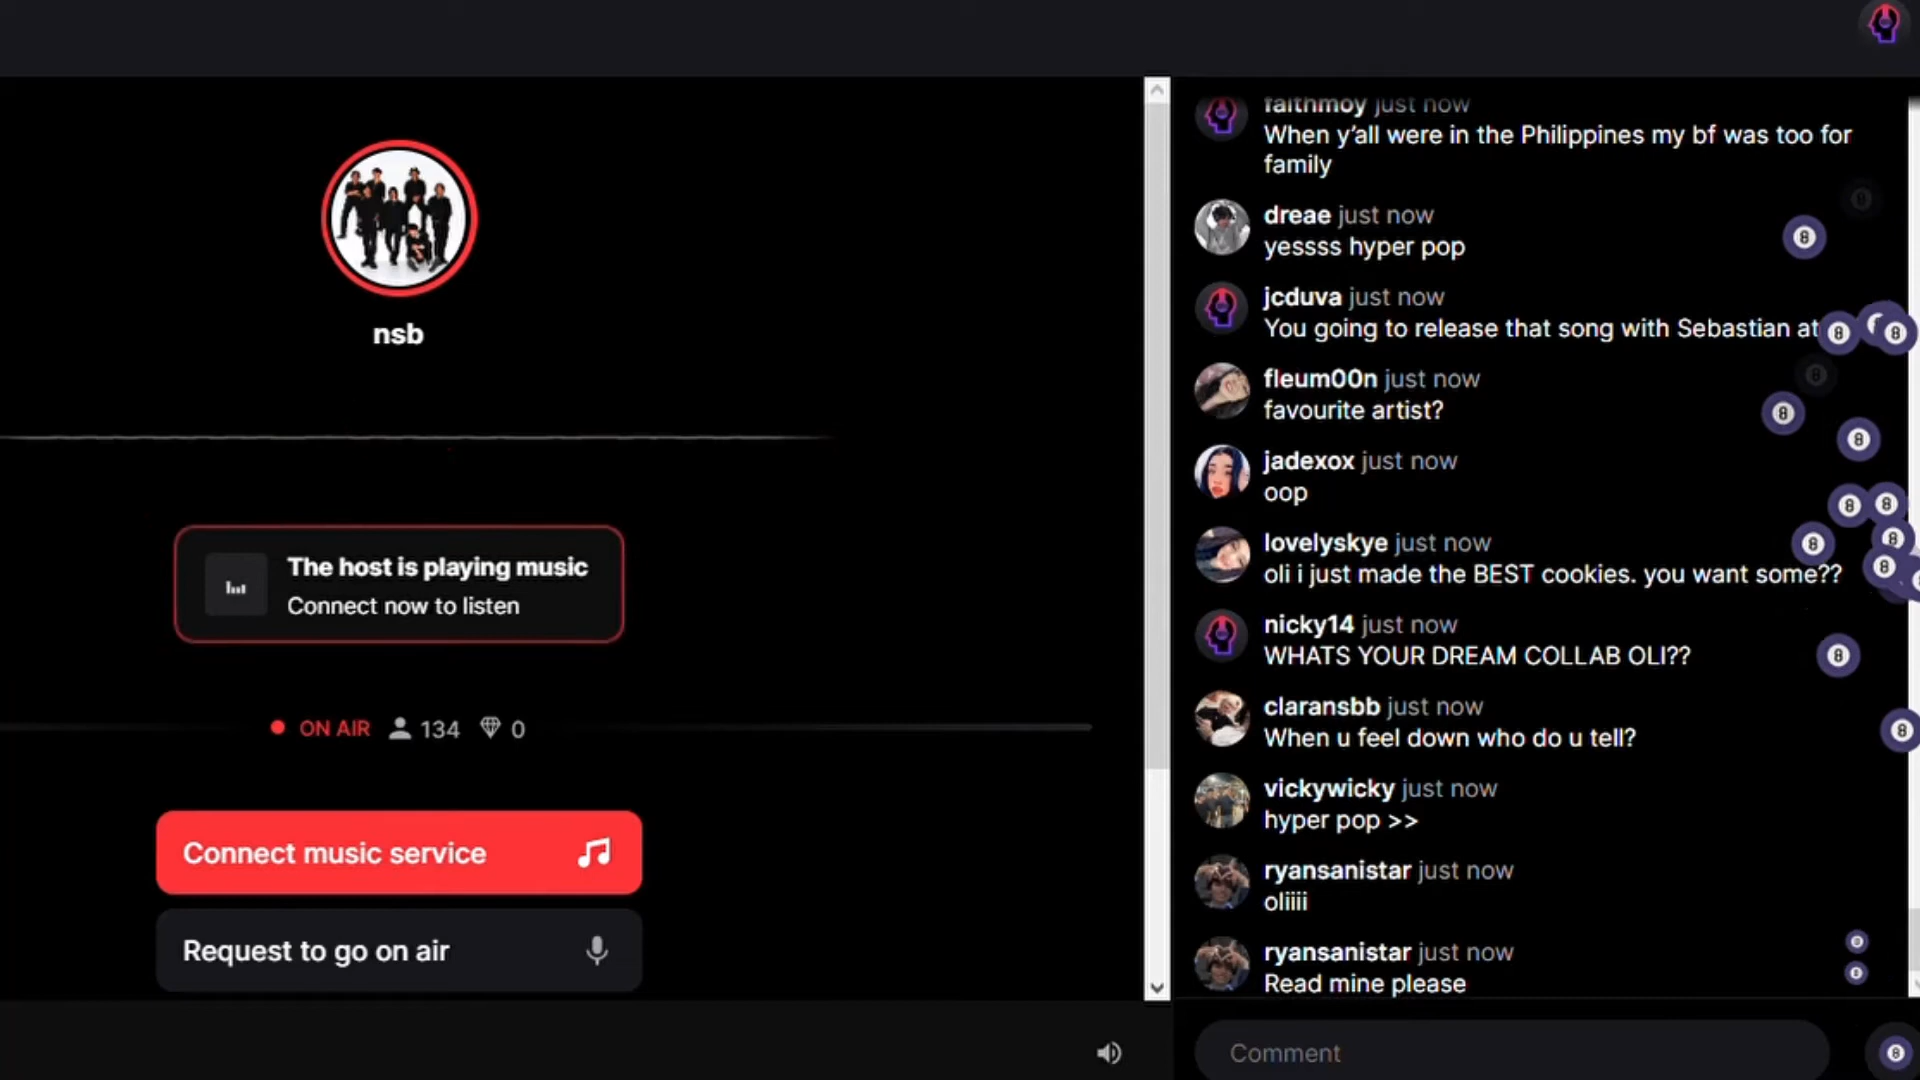 nsb
The host is playing music
Connect now to listen
ON AIR 134 0
Connect music service
Request to go on air
faithmoy just now
When y'all were in the Philippines my bf was too for
family
dreae just now
yessss hyper pop
jcduva just now
You going to release that song with Sebastian at
fleum00n just now
favourite artist?
jadexox just now
oop
lovelyskye just now
oli i just made the BEST cookies. you want some??
nicky14 just now
WHATS YOUR DREAM COLLAB OLI??
claransbb just now
When u feel down who do u tell?
vickywicky just now
hyper pop >>
ryansanistar just now
oliiii
ryansanistar just now
Read mine please
Comment